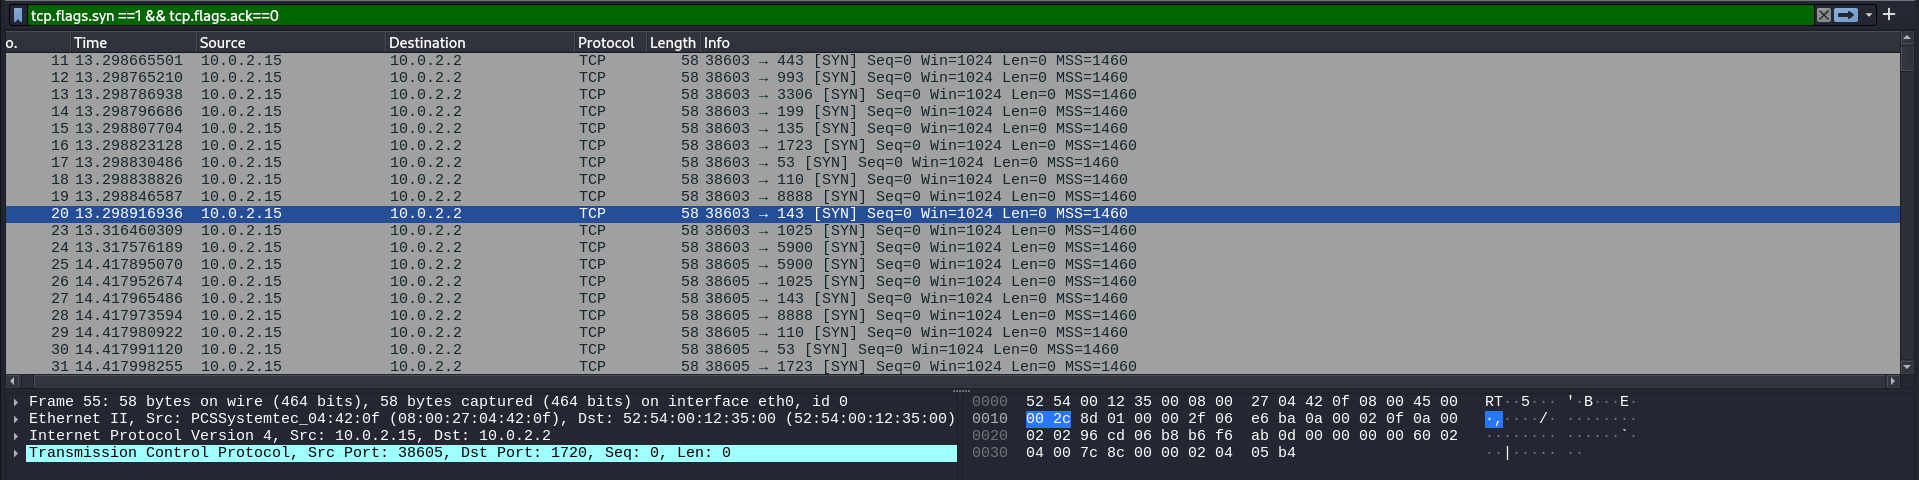 tcp.flags.syn ==1 && tcp.flags.ack==0
o. Time Source Destination Protocol Length Info
11 13.298665501 10.0.2.15 10.0.2.2 TCP 58 38603 → 443 [SYN] Seq=0 Win=1024 Len=0 MSS=1460
12 13.298765210 10.0.2.15 10.0.2.2 TCP 58 38603 → 993 [SYN] Seq=0 Win=1024 Len=0 MSS=1460
13 13.298786938 10.0.2.15 10.0.2.2 TCP 58 38603 → 3306 [SYN] Seq=0 Win=1024 Len=0 MSS=1460
14 13.298796686 10.0.2.15 10.0.2.2 TCP 58 38603 → 199 [SYN] Seq=0 Win=1024 Len=0 MSS=1460
15 13.298807704 10.0.2.15 10.0.2.2 TCP 58 38603 → 135 [SYN] Seq=0 Win=1024 Len=0 MSS=1460
16 13.298823128 10.0.2.15 10.0.2.2 TCP 58 38603 → 1723 [SYN] Seq=0 Win=1024 Len=0 MSS=1460
17 13.298830486 10.0.2.15 10.0.2.2 TCP 58 38603 → 53 [SYN] Seq=0 Win=1024 Len=0 MSS=1460
18 13.298838826 10.0.2.15 10.0.2.2 TCP 58 38603 → 110 [SYN] Seq=0 Win=1024 Len=0 MSS=1460
19 13.298846587 10.0.2.15 10.0.2.2 TCP 58 38603 → 8888 [SYN] Seq=0 Win=1024 Len=0 MSS=1460
20 13.298916936 10.0.2.15 10.0.2.2 TCP 58 38603 → 143 [SYN] Seq=0 Win=1024 Len=0 MSS=1460
23 13.316460309 10.0.2.15 10.0.2.2 TCP 58 38603 → 1025 [SYN] Seq=0 Win=1024 Len=0 MSS=1460
24 13.317576189 10.0.2.15 10.0.2.2 TCP 58 38603 → 5900 [SYN] Seq=0 Win=1024 Len=0 MSS=1460
25 14.417895070 10.0.2.15 10.0.2.2 TCP 58 38605 → 5900 [SYN] Seq=0 Win=1024 Len=0 MSS=1460
26 14.417952674 10.0.2.15 10.0.2.2 TCP 58 38605 → 1025 [SYN] Seq=0 Win=1024 Len=0 MSS=1460
27 14.417965486 10.0.2.15 10.0.2.2 TCP 58 38605 → 143 [SYN] Seq=0 Win=1024 Len=0 MSS=1460
28 14.417973594 10.0.2.15 10.0.2.2 TCP 58 38605 → 8888 [SYN] Seq=0 Win=1024 Len=0 MSS=1460
29 14.417980922 10.0.2.15 10.0.2.2 TCP 58 38605 → 110 [SYN] Seq=0 Win=1024 Len=0 MSS=1460
30 14.417991120 10.0.2.15 10.0.2.2 TCP 58 38605 → 53 [SYN] Seq=0 Win=1024 Len=0 MSS=1460
31 14.417998255 10.0.2.15 10.0.2.2 TCP 58 38605 → 1723 [SYN] Seq=0 Win=1024 Len=0 MSS=1460
Frame 55: 58 bytes on wire (464 bits), 58 bytes captured (464 bits) on interface eth0, id 0
Ethernet II, Src: PCSSystemtec_04:42:0f (08:00:27:04:42:0f), Dst: 52:54:00:12:35:00 (52:54:00:12:35:00)
Internet Protocol Version 4, Src: 10.0.2.15, Dst: 10.0.2.2
Transmission Control Protocol, Src Port: 38605, Dst Port: 1720, Seq: 0, Len: 0
0000 52 54 00 12 35 00 08 00 27 04 42 0f 08 00 45 00 RT··5··· '·B···E·
0010 00 2c 8d 01 00 00 2f 06 e6 ba 0a 00 02 0f 0a 00 ·,····/· ········
0020 02 02 96 cd 06 b8 b6 f6 ab 0d 00 00 00 00 60 02 ········ ······`·
0030 04 00 7c 8c 00 00 02 04 05 b4 ··|····· ··